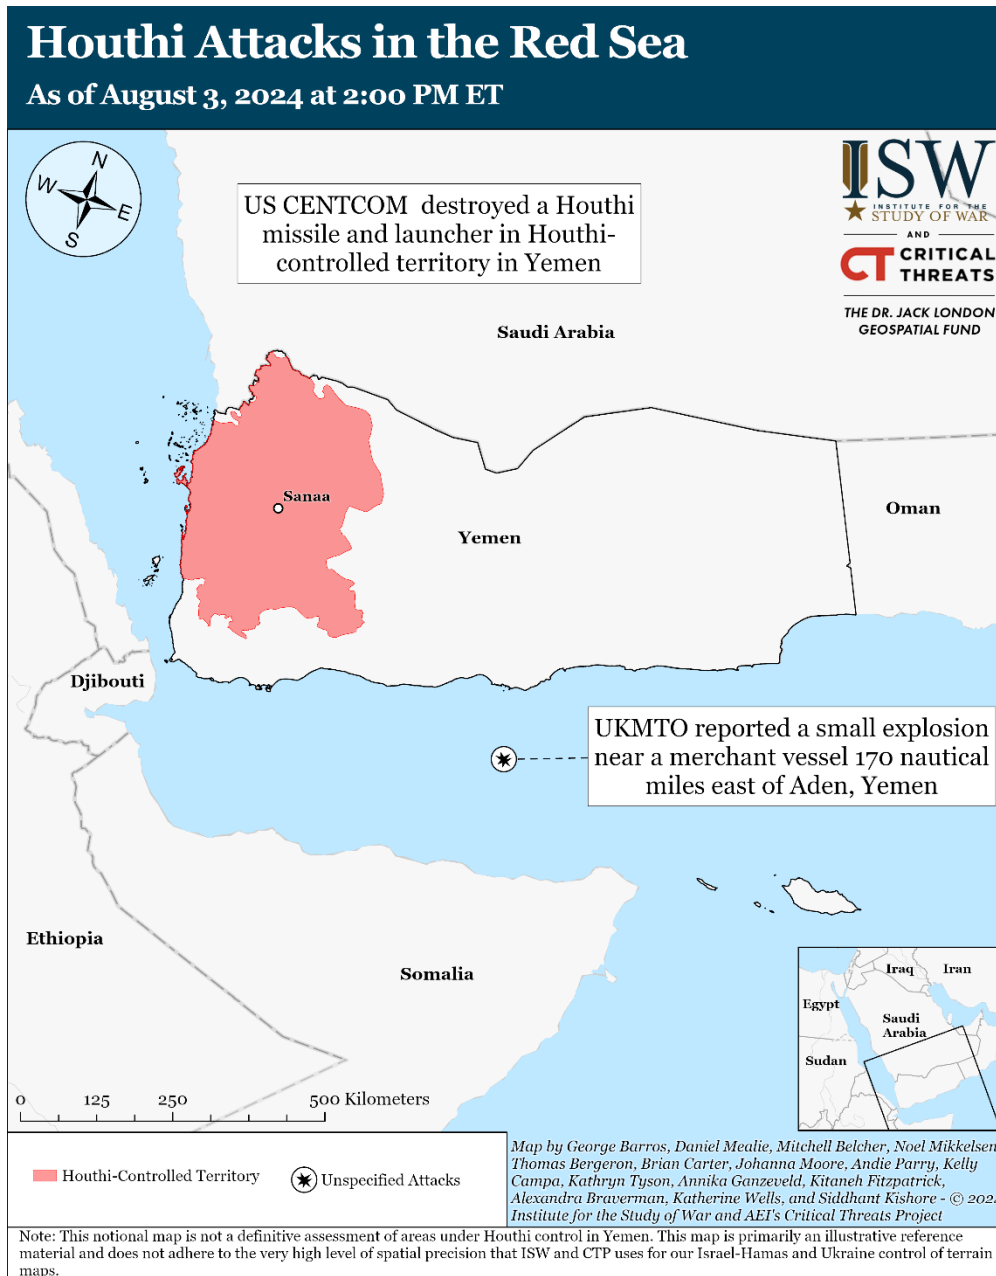 Houthi Attacks in the Red Sea
As of August 3, 2024 at 2:00 PM ET
N
W
E
S
US CENTCOM destroyed a Houthi
missile and launcher in Houthi-
controlled territory in Yemen
ISW
INSTITUTE FOR THE
STUDY OF WAR
AND
CT CRITICAL
THREATS
THE DR. JACK LONDON
GEOSPATIAL FUND
Saudi Arabia
Sanaa
Yemen
Oman
Djibouti
UKMTO reported a small explosion
near a merchant vessel 170 nautical
miles east of Aden, Yemen
Ethiopia
Somalia
Iraq
Iran
Egypt
Saudi
Arabia
Sudan
0 125 250 500 Kilometers
Houthi-Controlled Territory
Unspecified Attacks
Map by George Barros, Daniel Mealie, Mitchell Belcher, Noel Mikkelsen
Thomas Bergeron, Brian Carter, Johanna Moore, Andie Parry, Kelly
Campa, Kathryn Tyson, Annika Ganzeveld, Kitaneh Fitzpatrick,
Alexandra Braverman, Katherine Wells, and Siddhant Kishore - ©
Institute for the Study of War and AEI's Critical Threats Project
Note: This notional map is not a definitive assessment of areas under Houthi control in Yemen. This map is primarily an illustrative reference
material and does not adhere to the very high level of spatial precision that ISW and CTP uses for our Israel-Hamas and Ukraine control of terrain
maps.